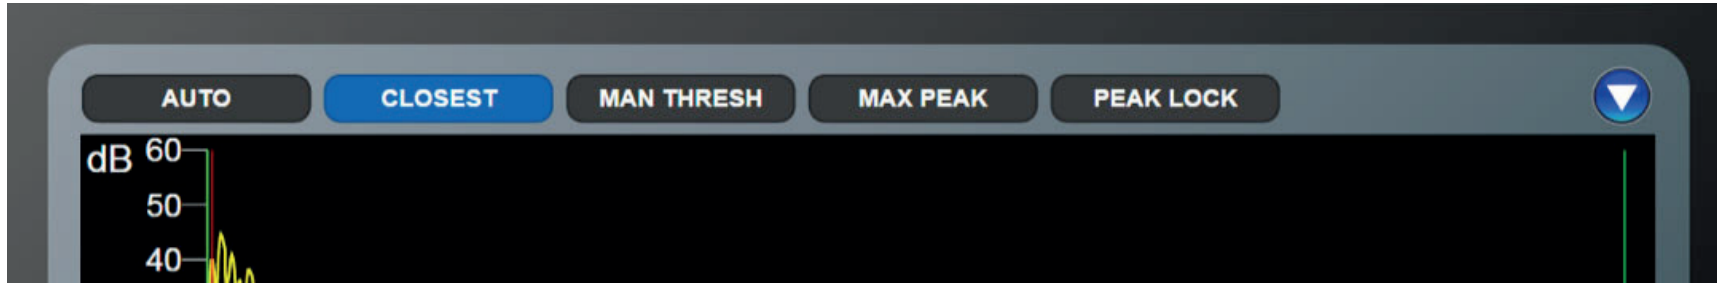 AUTO CLOSEST MAN THRESH MAX PEAK PEAK LOCK
dB 60
50
40